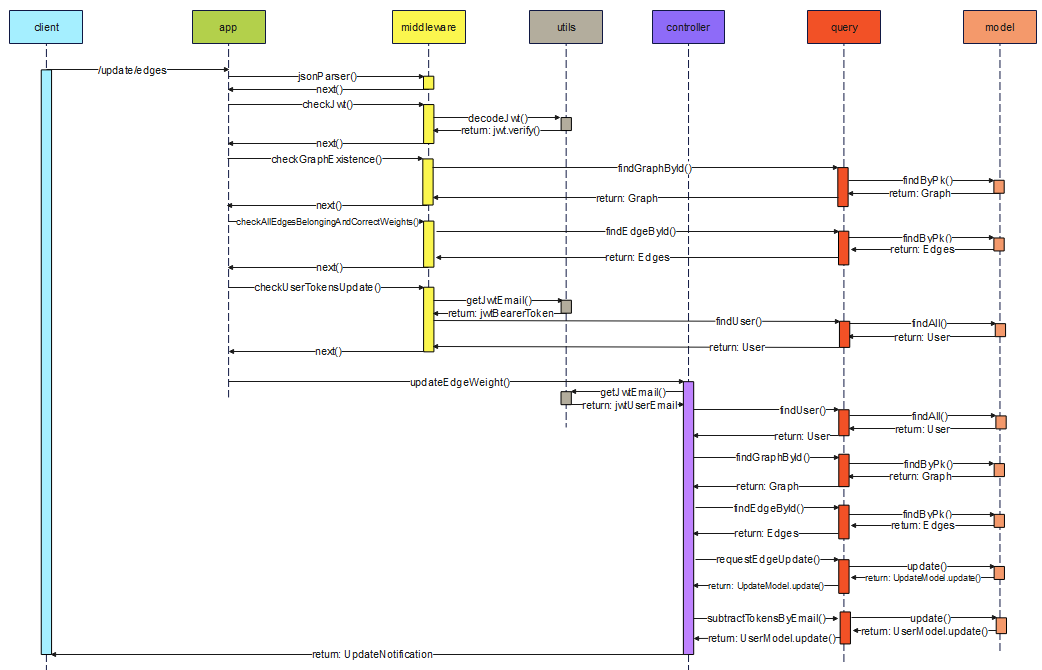 client
app
middleware
utils
controller
query
model
/update/edges
jsonParser()
next()
checkJwt()
decodeJwt()
return: jwt.verify()
next()
checkGraphExistence()
findGraphById()
findByPk()
return: Graph
return: Graph
next()
checkAllEdgesBelongingAndCorrectWeights()
findEdgeById()
findByPk()
return: Edges
return: Edges
next()
checkUserTokensUpdate()
getJwtEmail()
return: jwtBearerToken
findUser()
findAll()
return: User
return: User
next()
updateEdgeWeight()
getJwtEmail()
return: jwtUserEmail
findUser()
findAll()
return: User
return: User
findGraphById()
findByPk()
return: Graph
return: Graph
findEdgeById()
findByPk()
return: Edges
return: Edges
requestEdgeUpdate()
update()
return: UpdateModel.update()
return: UpdateModel.update()
subtractTokensByEmail()
update()
return: UserModel.update()
return: UserModel.update()
return: UpdateNotification